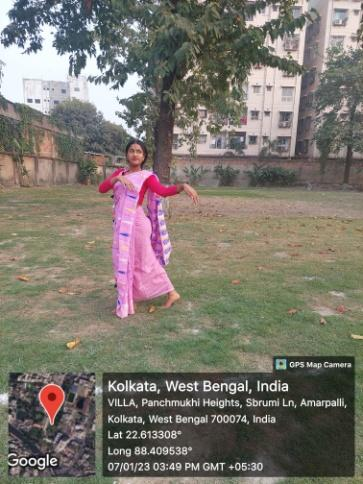 GPS Map Camera
Kolkata, West Bengal, India
VILLA, Panchmukhi Heights, Sbrumi Ln, Amarpalli,
Kolkata, West Bengal 700074, India
Lat 22.613308°
Long 88.409538°
07/01/23 03:49 PM GMT +05:30
Google